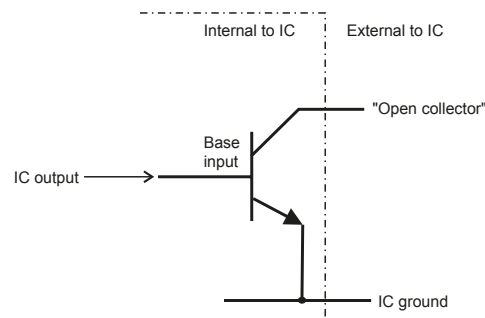 Internal to IC
External to IC
"Open collector"
Base
input
IC output
IC ground